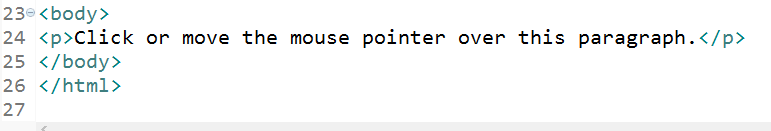 23 <body>
24 <p>Click or move the mouse pointer over this paragraph.</p>
25 </body>
26 </html>
27